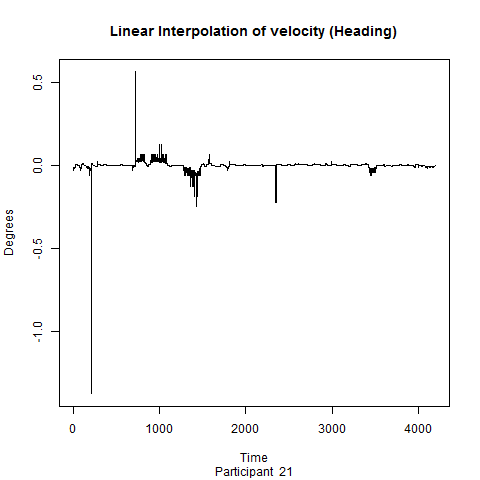 Linear Interpolation of velocity (Heading)
Degrees
0.5
0.0
-0.5
-1.0
0 1000 2000 3000 4000
Time
Participant 21